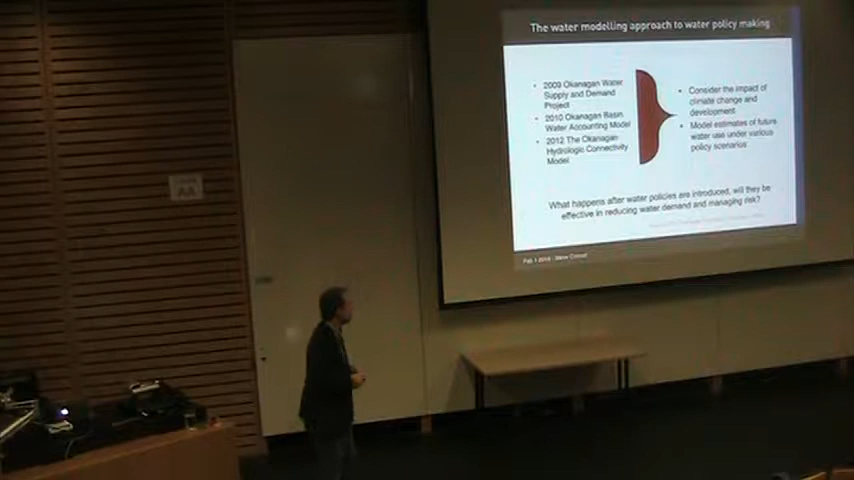 The water modelling approach to water policy making
• 2009 Okanagan Water
Supply and Demand
Project
• 2010 Okanagan Basin
Water Accounting Model
• 2012 The Okanagan
Hydrologic Connectivity
Model
• Consider the impact of
climate change and
development
• Model estimates of future
water use under various
policy scenarios
What happens after water policies are introduced, will they be
effective in reducing water demand and managing risk?
AA